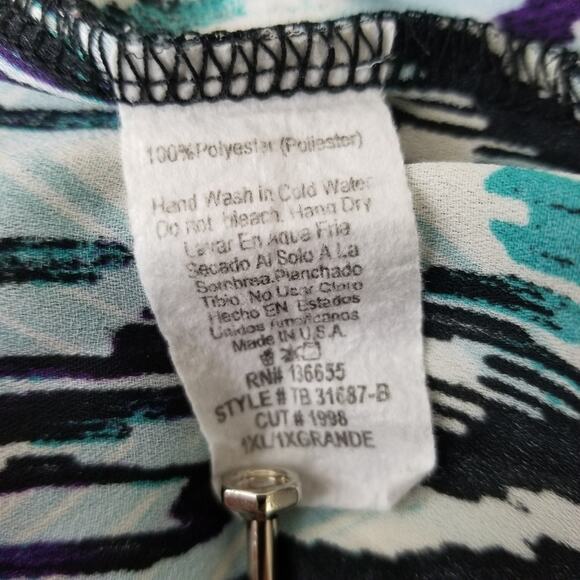 100% Polyester (Poliester)
Hand Wash in Cold Water
Do not Bleach. Hang Dry
Lavar En Aqua Fria
Secado Al Solo A La
Sombrea.Planchado
Tibio. No Usar Cloro
Hecho EN Estados
Unidos Americanos
Made IN U.S.A.
RN# 136655
STYLE # TB 31687-B
CUT # 1998
1XL/1XGRANDE